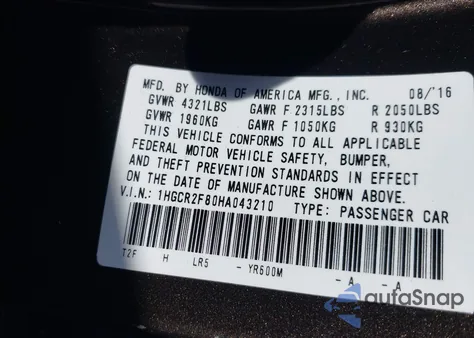 MFD. BY HONDA OF AMERICA MFG., INC. 08/'16
GVWR 4321LBS GAWR F 2315LBS R 2050LBS
GVWR 1960KG GAWR F 1050KG R 930KG
THIS VEHICLE CONFORMS TO ALL APPLICABLE
FEDERAL MOTOR VEHICLE SAFETY, BUMPER,
AND THEFT PREVENTION STANDARDS IN EFFECT
ON THE DATE OF MANUFACTURE SHOWN ABOVE.
V.I.N.: 1HGCR2F80HA043210 TYPE: PASSENGER CAR
T2F H LR5 - YR600M - A - A
autoSnap